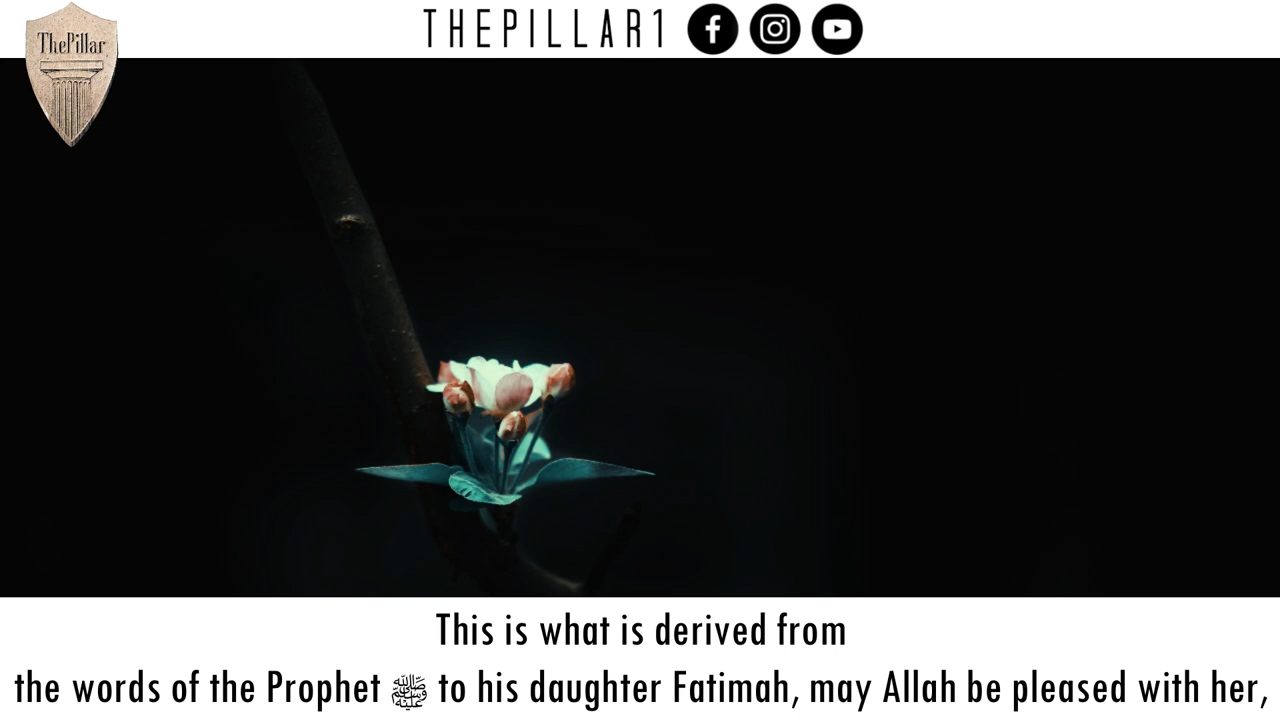 THEPILLAR1
ThePillar
This is what is derived from
the words of the Prophet ﷺ to his daughter Fatimah, may Allah be pleased with her,